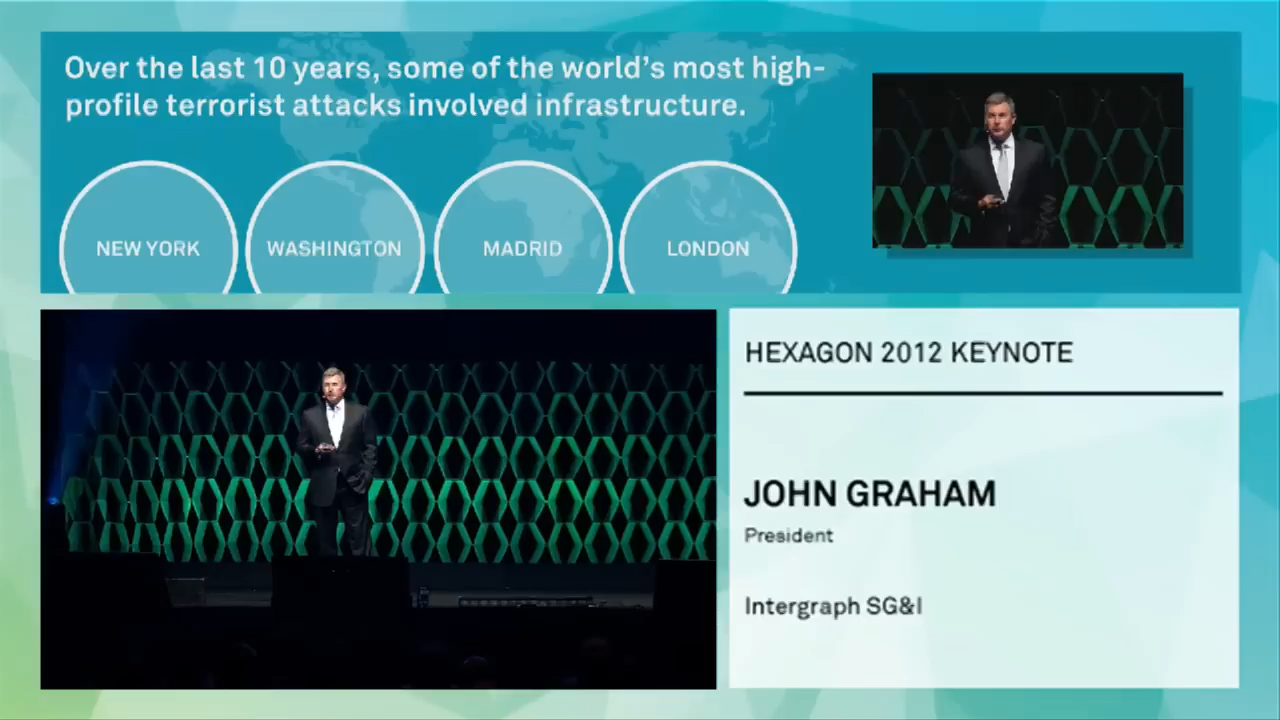 Over the last 10 years, some of the world's most high-
profile terrorist attacks involved infrastructure.
NEW YORK
WASHINGTON
MADRID
LONDON
HEXAGON 2012 KEYNOTE
JOHN GRAHAM
President
Intergraph SG&I